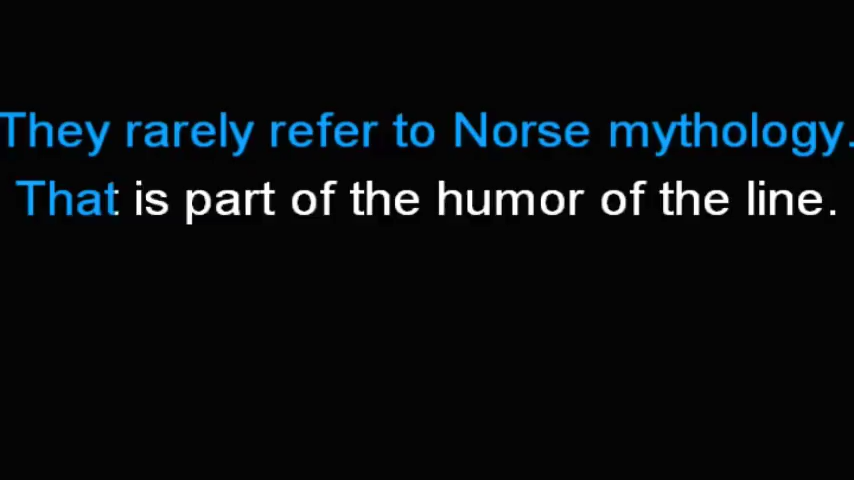 They rarely refer to Norse mythology.
That is part of the humor of the line.